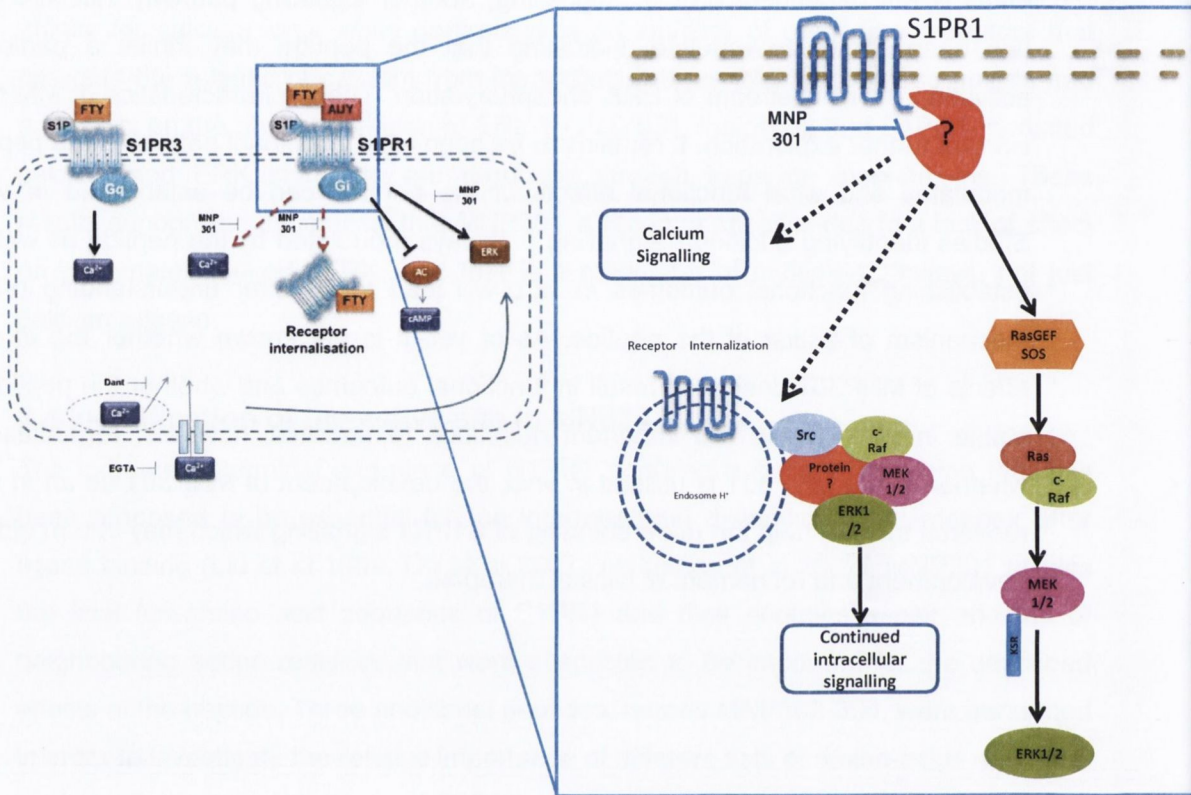 FTY
S1P
S1PR3
Gq
Ca²⁺
FTY
AUY
S1P
S1PR1
Gi
MNP
301
MNP
301
MNP
301
Ca²⁺
FTY
Receptor
internalisation
AC
cAMP
ERK
Dant
Ca²⁺
EGTA
Ca²⁺
S1PR1
MNP
301
?
Calcium
Signalling
Receptor Internalization
Endosome H⁺
Src
c-
Raf
Protein
?
MEK
1/2
ERK1
/2
Continued
intracellular
signalling
RasGEF
SOS
Ras
c-
Raf
MEK
1/2
KSR
ERK1/2